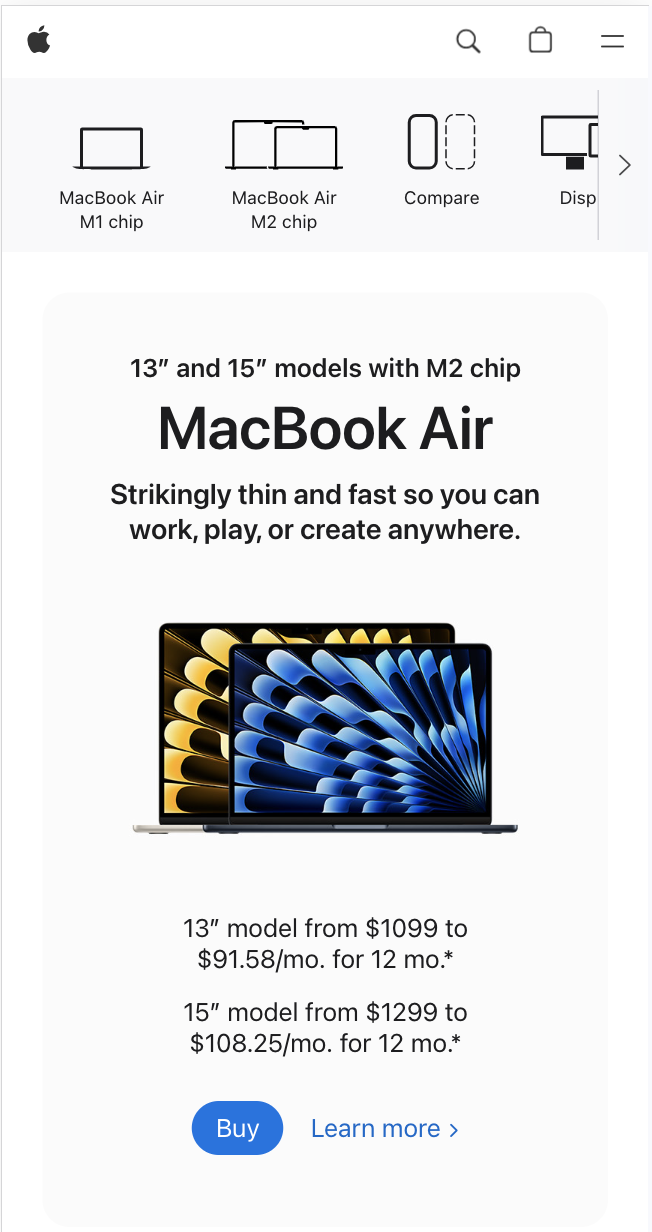 MacBook Air
M1 chip
MacBook Air
M2 chip
Compare
Disp
13” and 15” models with M2 chip
MacBook Air
Strikingly thin and fast so you can
work, play, or create anywhere.
13” model from $1099 to
$91.58/mo. for 12 mo.*
15” model from $1299 to
$108.25/mo. for 12 mo.*
Buy
Learn more >